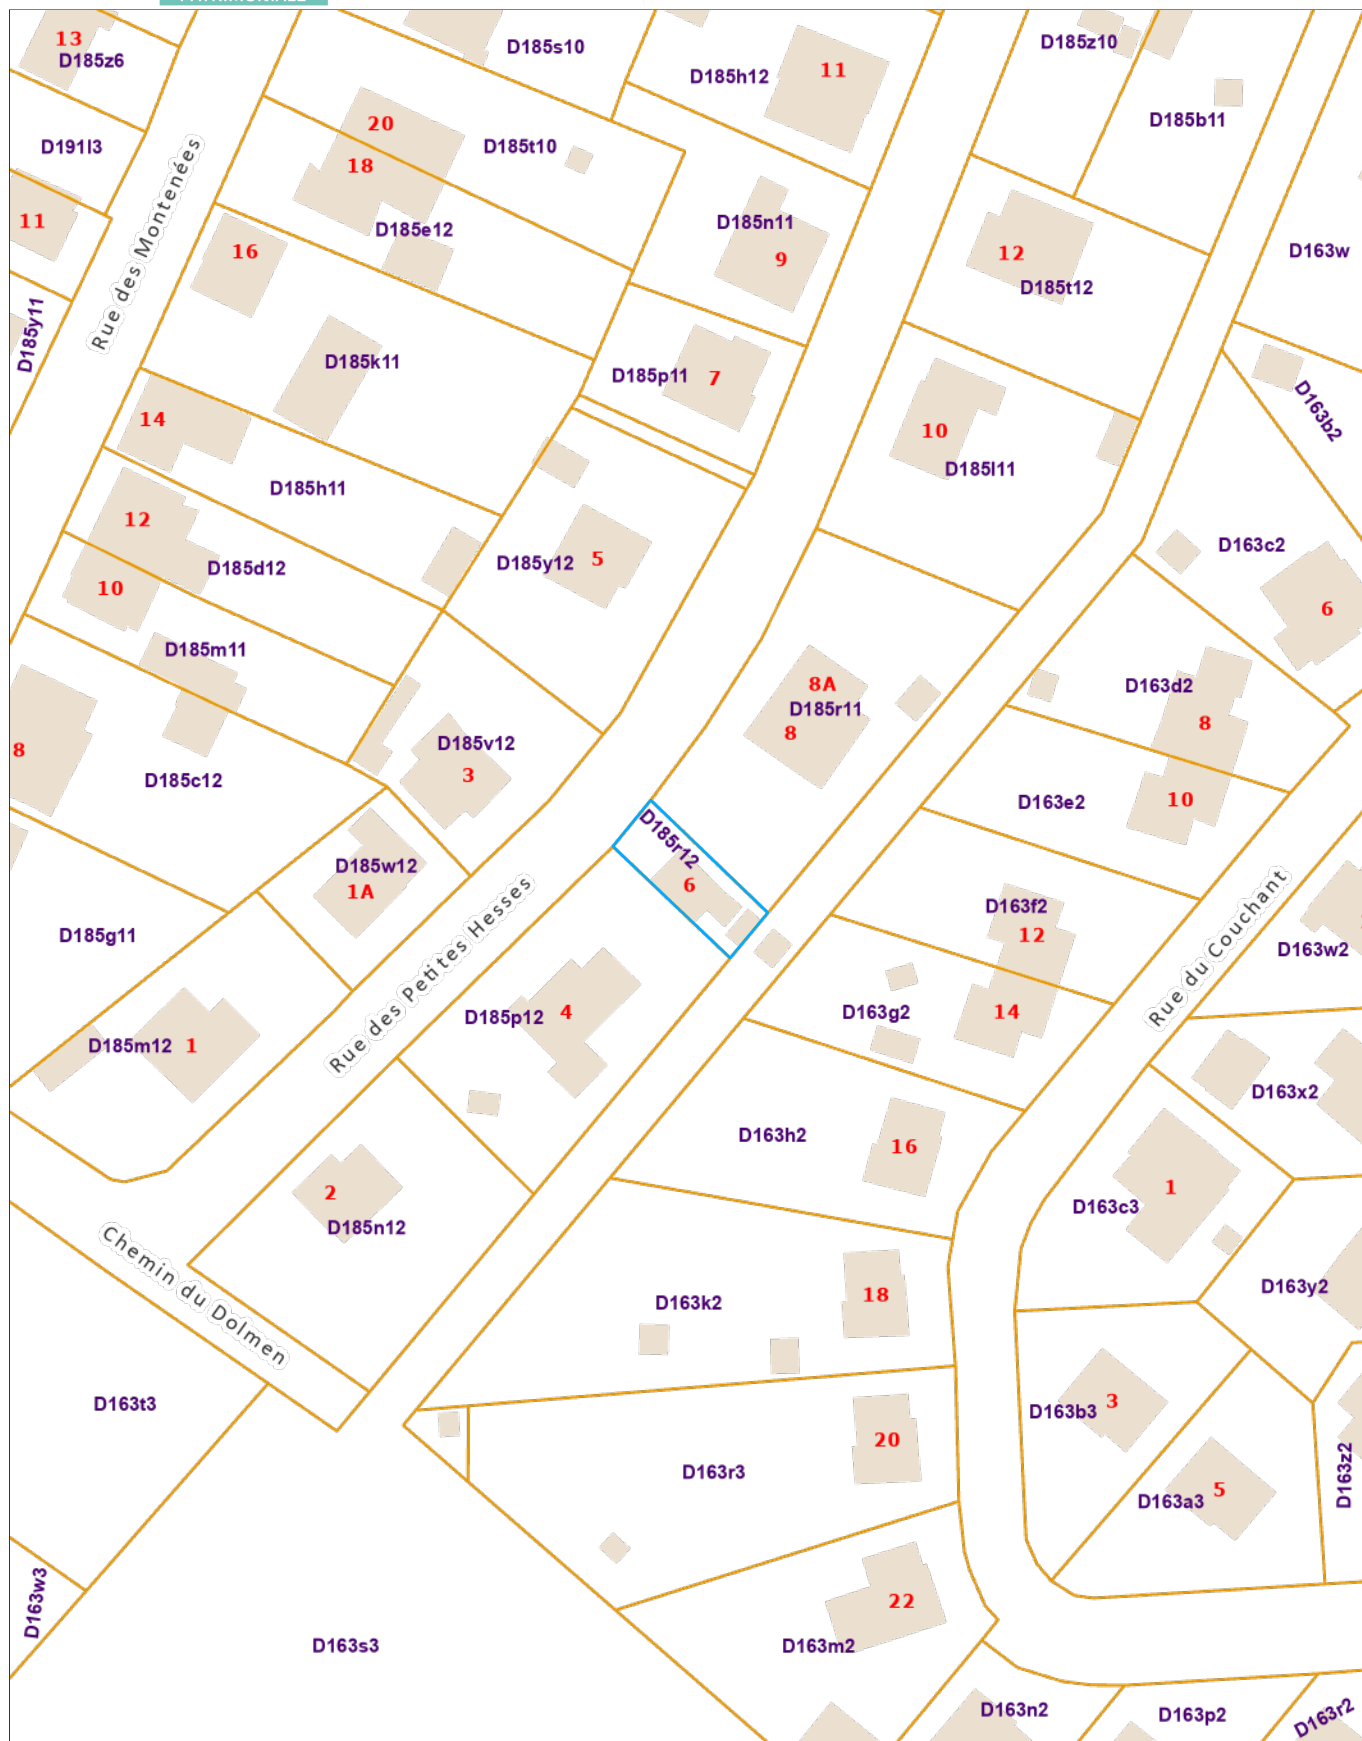 13
D185z6
D191l3
11
D185y11
Rue des Montenées
D185s10
D185h12
11
D185z10
D185b11
20
18
D185t10
D185e12
16
D185n11
9
12
D185t12
D163w
D185k11
D185p11
7
D163b2
14
D185h11
10
D185l11
12
D185d12
10
D185y12
5
D163c2
6
D185m11
8A
D185r11
8
D163d2
8
8
D185c12
D185v12
3
D163e2
10
D185r12
6
D185w12
1A
D185g11
D163f2
12
Rue du Couchant
D163w2
Rue des Petites Hesses
D185p12
4
D163g2
14
D185m12
1
D163x2
D163h2
16
D163c3
1
2
D185n12
Chemin du Dolmen
D163k2
18
D163y2
D163t3
D163b3
3
D163r3
20
D163a3
5
D163z2
D163w3
D163s3
22
D163m2
D163n2
D163p2
D163r2